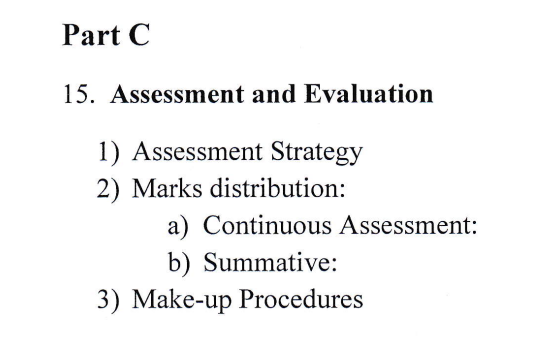 Part C
15. Assessment and Evaluation
1) Assessment Strategy
2) Marks distribution:
a) Continuous Assessment:
b) Summative:
3) Make-up Procedures